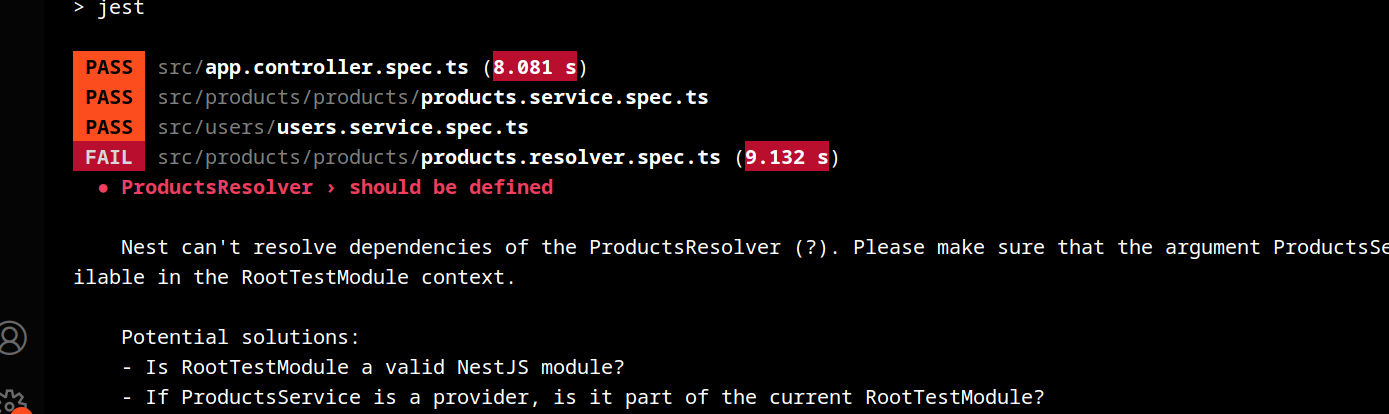 > jest
PASS src/app.controller.spec.ts (8.081 s)
PASS src/products/products/products.service.spec.ts
PASS src/users/users.service.spec.ts
FAIL src/products/products/products.resolver.spec.ts (9.132 s)
● ProductsResolver › should be defined
Nest can't resolve dependencies of the ProductsResolver (?). Please make sure that the argument ProductsSe
ilable in the RootTestModule context.
Potential solutions:
- Is RootTestModule a valid NestJS module?
- If ProductsService is a provider, is it part of the current RootTestModule?